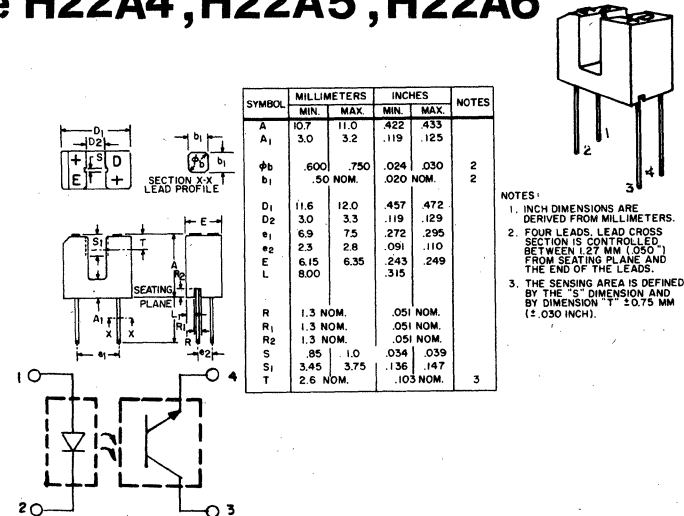 e H22A4, H22A5, H22A6
SYMBOL MILLIMETERS INCHES NOTES
MIN. MAX. MIN. MAX.
A 10.7 11.0 .422 .433
A1 3.0 3.2 .119 .125
φb .600 .750 .024 .030 2
b1 .50 NOM. .020 NOM. 2
D1 11.6 12.0 .457 .472
D2 3.0 3.3 .119 .129
e1 6.9 7.5 .272 .295
e2 2.3 2.8 .091 .110
E 6.15 6.35 .243 .249
L 8.00 .315
R 1.3 NOM. .051 NOM.
R1 1.3 NOM. .051 NOM.
R2 1.3 NOM. .051 NOM.
S .85 1.0 .034 .039
S1 3.45 3.75 .136 .147
T 2.6 NOM. .103 NOM. 3
D1
D2
S
+ D
E +
b1
φb
b1
SECTION X-X
LEAD PROFILE
S1 T
E
A
R2
SEATING
PLANE
A1
L1
X X
R1
R
e1
e2
1 4
2 3
2 1
3 4
NOTES:
1. INCH DIMENSIONS ARE
DERIVED FROM MILLIMETERS.
2. FOUR LEADS. LEAD CROSS
SECTION IS CONTROLLED
BETWEEN 1.27 MM (.050")
FROM SEATING PLANE AND
THE END OF THE LEADS.
3. THE SENSING AREA IS DEFINED
BY THE "S" DIMENSION AND
BY DIMENSION "T" ±0.75 MM
(±.030 INCH).